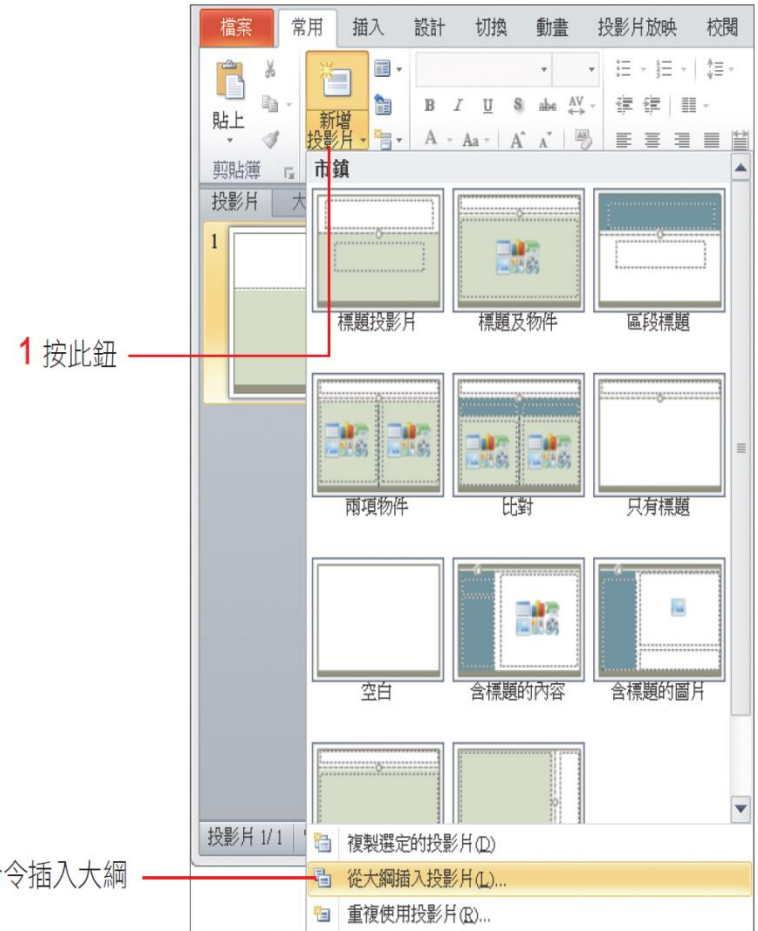 檔案 常用 插入 設計 切換 動畫 投影片放映 校閱
貼上
新增
投影片
B I U S abc AV
A Aa A A
剪貼簿
市鎮
投影片 大
1
標題投影片 標題及物件 區段標題
1 按此鈕
兩項物件 比對 只有標題
空白 含標題的內容 含標題的圖片
投影片 1/1
複製選定的投影片(D)
令插入大綱
從大綱插入投影片(L)...
重複使用投影片(R)...